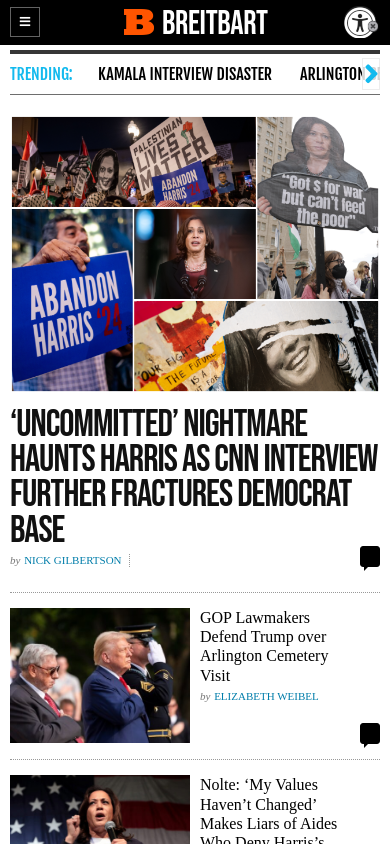 BREITBART
TRENDING:
KAMALA INTERVIEW DISASTER
ARLINGTON
PALESTINIAN
LIVES
MATTER
ABANDON
HARRIS '24
"Got $ for war,
but can't feed
the poor"
ABANDON
HARRIS '24
"OUR FIGHT FOR
THE FUTURE
IS A
‘UNCOMMITTED’ NIGHTMARE
HAUNTS HARRIS AS CNN INTERVIEW
FURTHER FRACTURES DEMOCRAT
BASE
by NICK GILBERTSON
GOP Lawmakers
Defend Trump over
Arlington Cemetery
Visit
by ELIZABETH WEIBEL
Nolte: ‘My Values
Haven’t Changed’
Makes Liars of Aides
Who Deny Harris’s